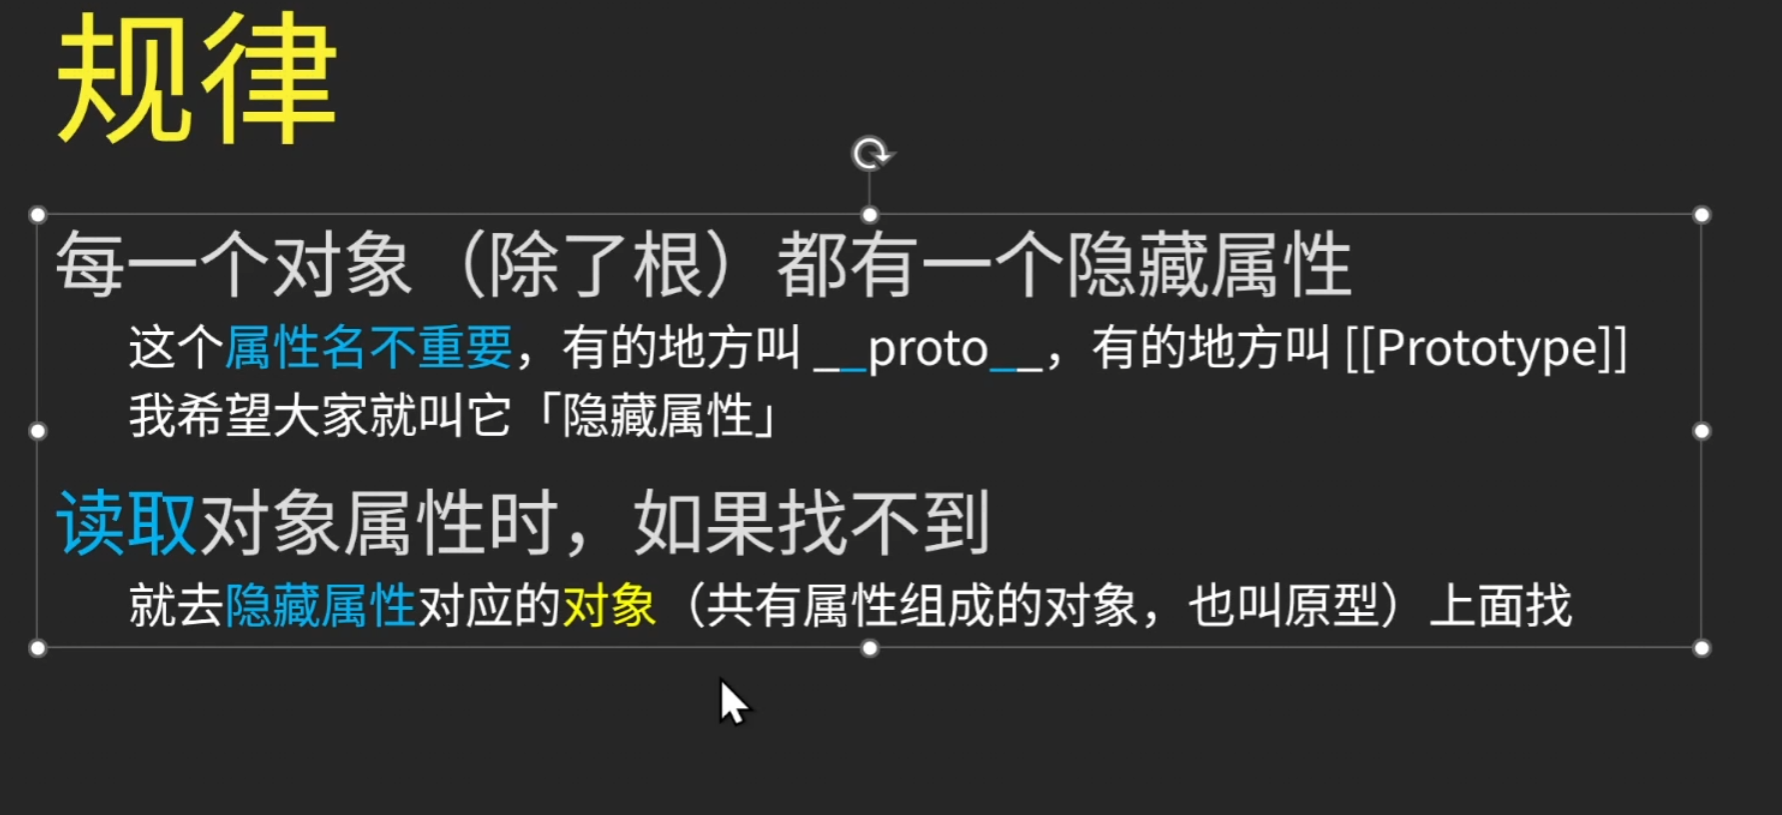 规律
每一个对象（除了根）都有一个隐藏属性
这个属性名不重要，有的地方叫 __proto__，有的地方叫 [[Prototype]]
我希望大家就叫它「隐藏属性」
读取对象属性时，如果找不到
就去隐藏属性对应的对象（共有属性组成的对象，也叫原型）上面找